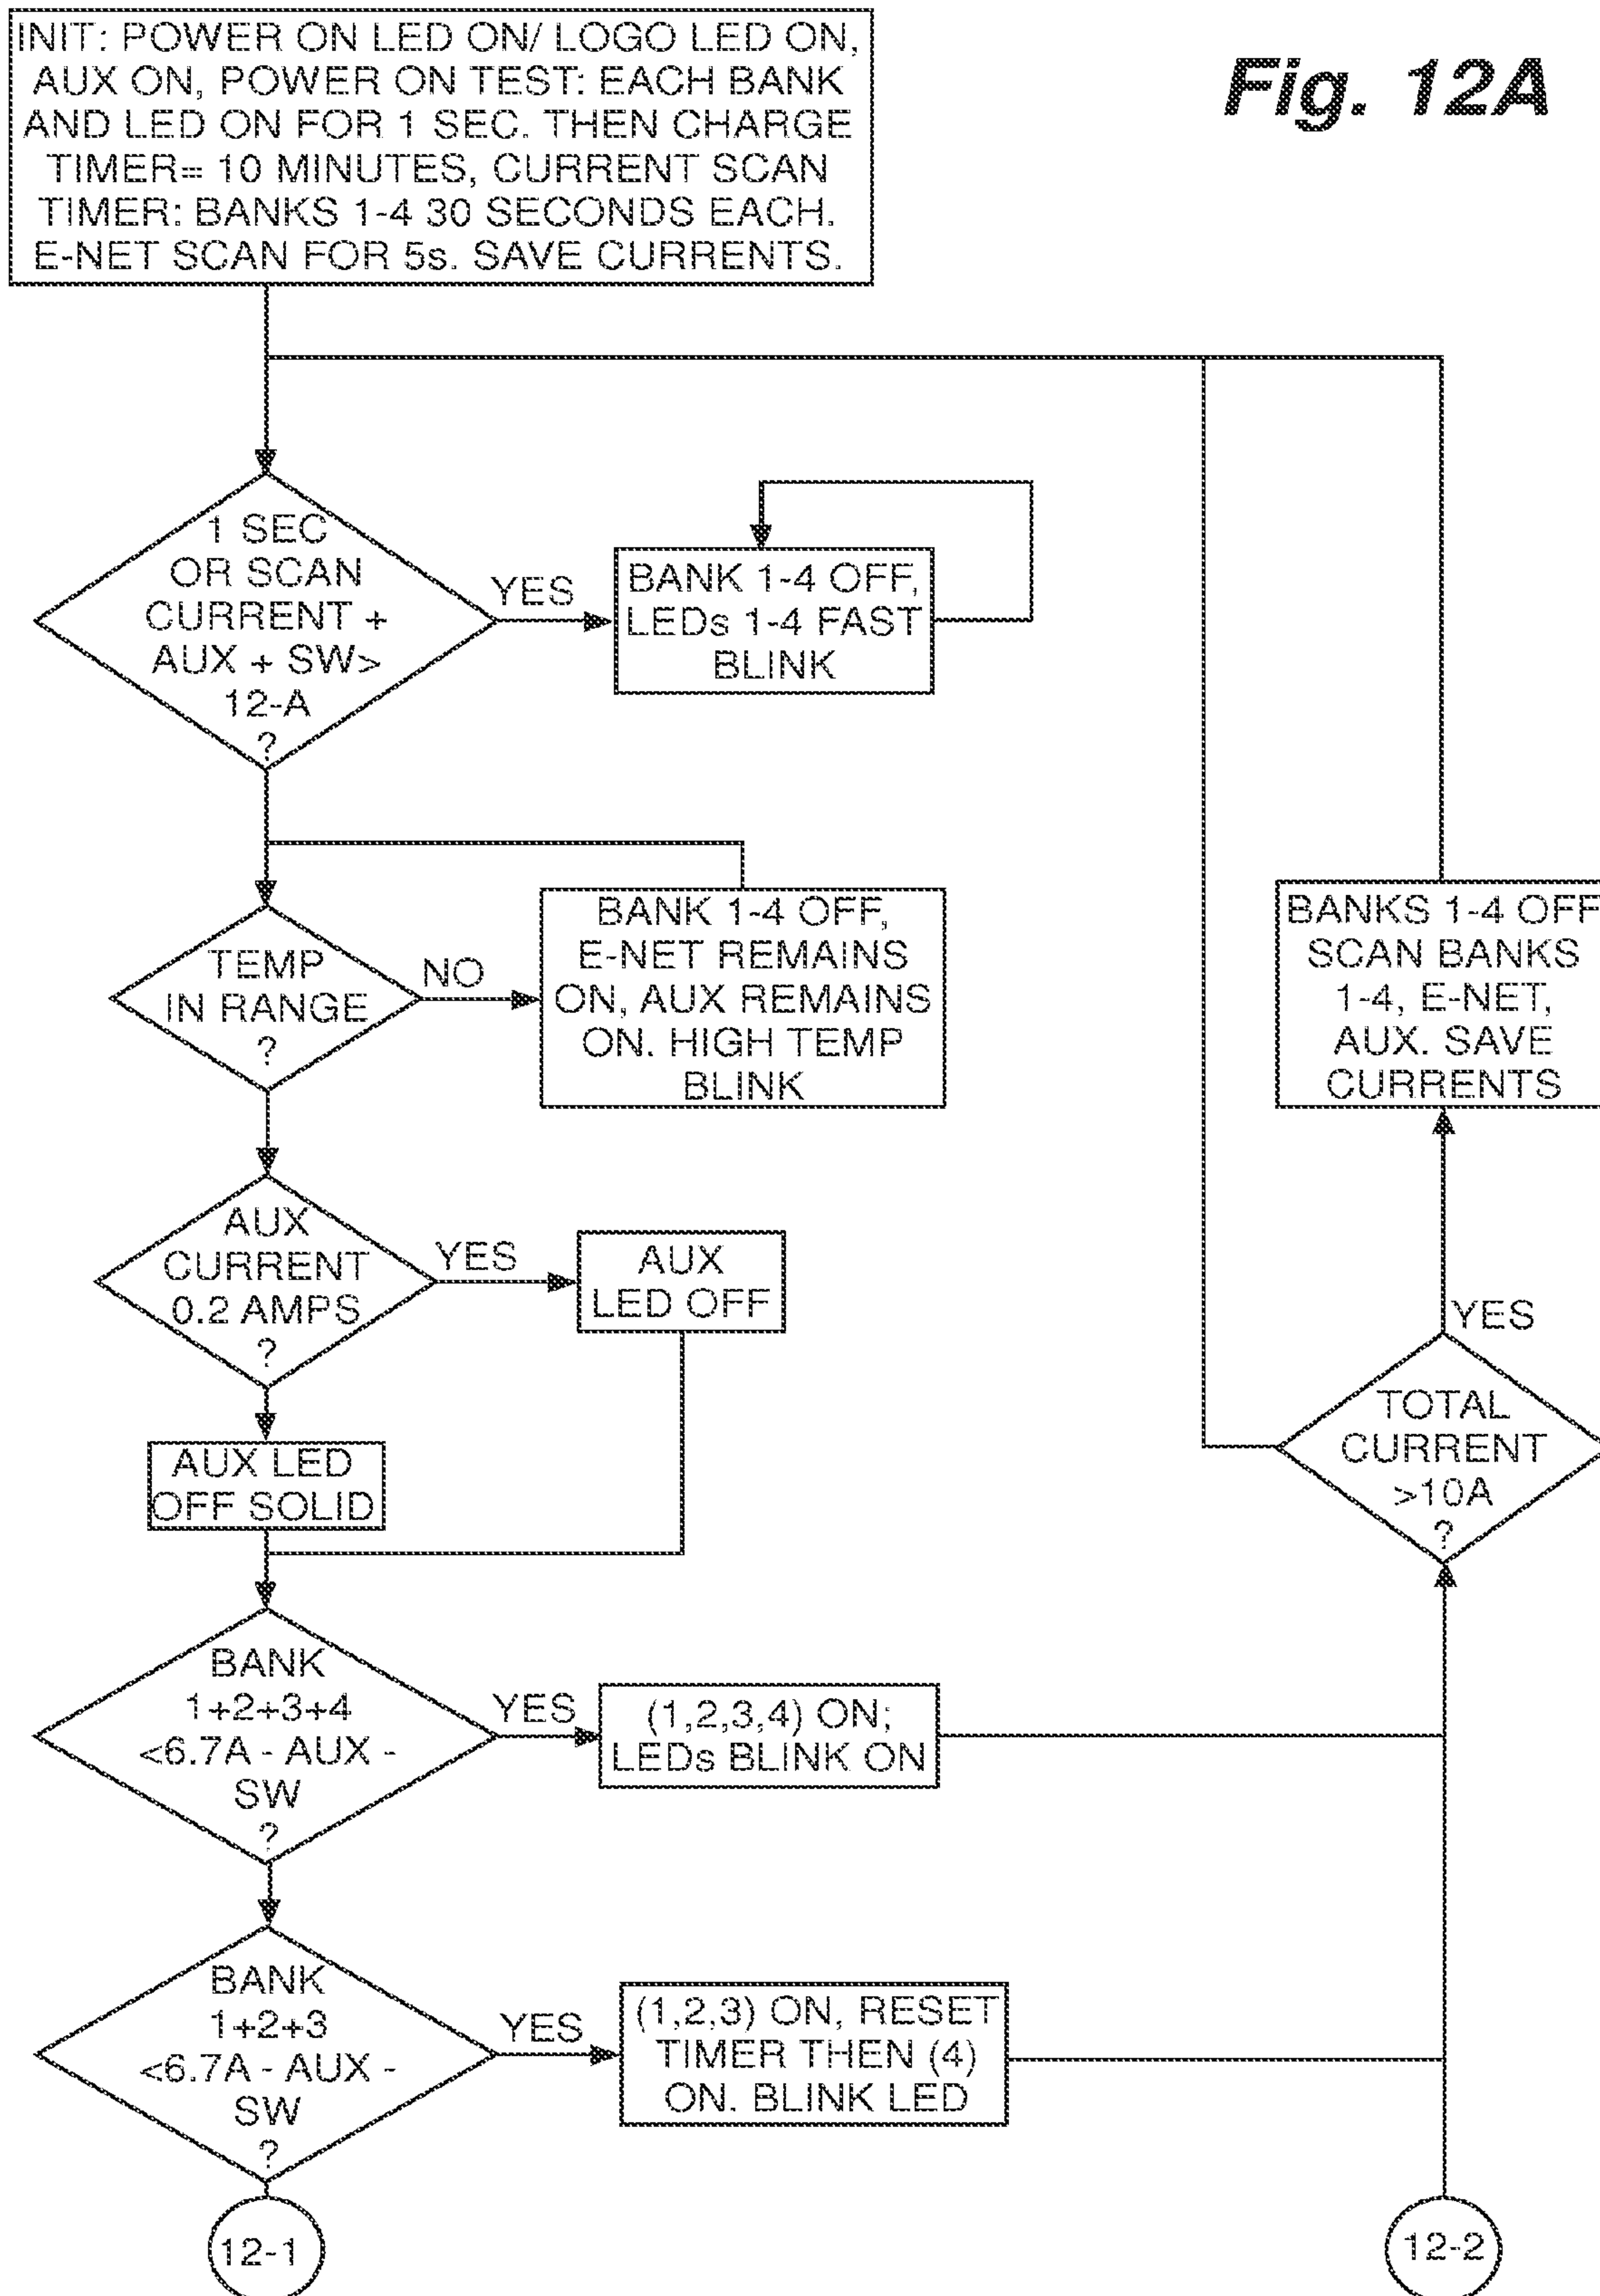 Fig. 12A
INIT: POWER ON LED ON/ LOGO LED ON,
AUX ON, POWER ON TEST: EACH BANK
AND LED ON FOR 1 SEC. THEN CHARGE
TIMER= 10 MINUTES, CURRENT SCAN
TIMER: BANKS 1-4 30 SECONDS EACH.
E-NET SCAN FOR 5s. SAVE CURRENTS.
1 SEC
OR SCAN
CURRENT +
AUX + SW>
12-A
?
YES
BANK 1-4 OFF,
LEDs 1-4 FAST
BLINK
TEMP
IN RANGE
?
NO
BANK 1-4 OFF,
E-NET REMAINS
ON, AUX REMAINS
ON. HIGH TEMP
BLINK
BANKS 1-4 OFF
SCAN BANKS
1-4, E-NET,
AUX. SAVE
CURRENTS
AUX
CURRENT
0.2 AMPS
?
YES
AUX
LED OFF
YES
TOTAL
CURRENT
>10A
?
AUX LED
OFF SOLID
BANK
1+2+3+4
<6.7A - AUX -
SW
?
YES
(1,2,3,4) ON;
LEDs BLINK ON
BANK
1+2+3
<6.7A - AUX -
SW
?
YES
(1,2,3) ON, RESET
TIMER THEN (4)
ON. BLINK LED
12-1
12-2